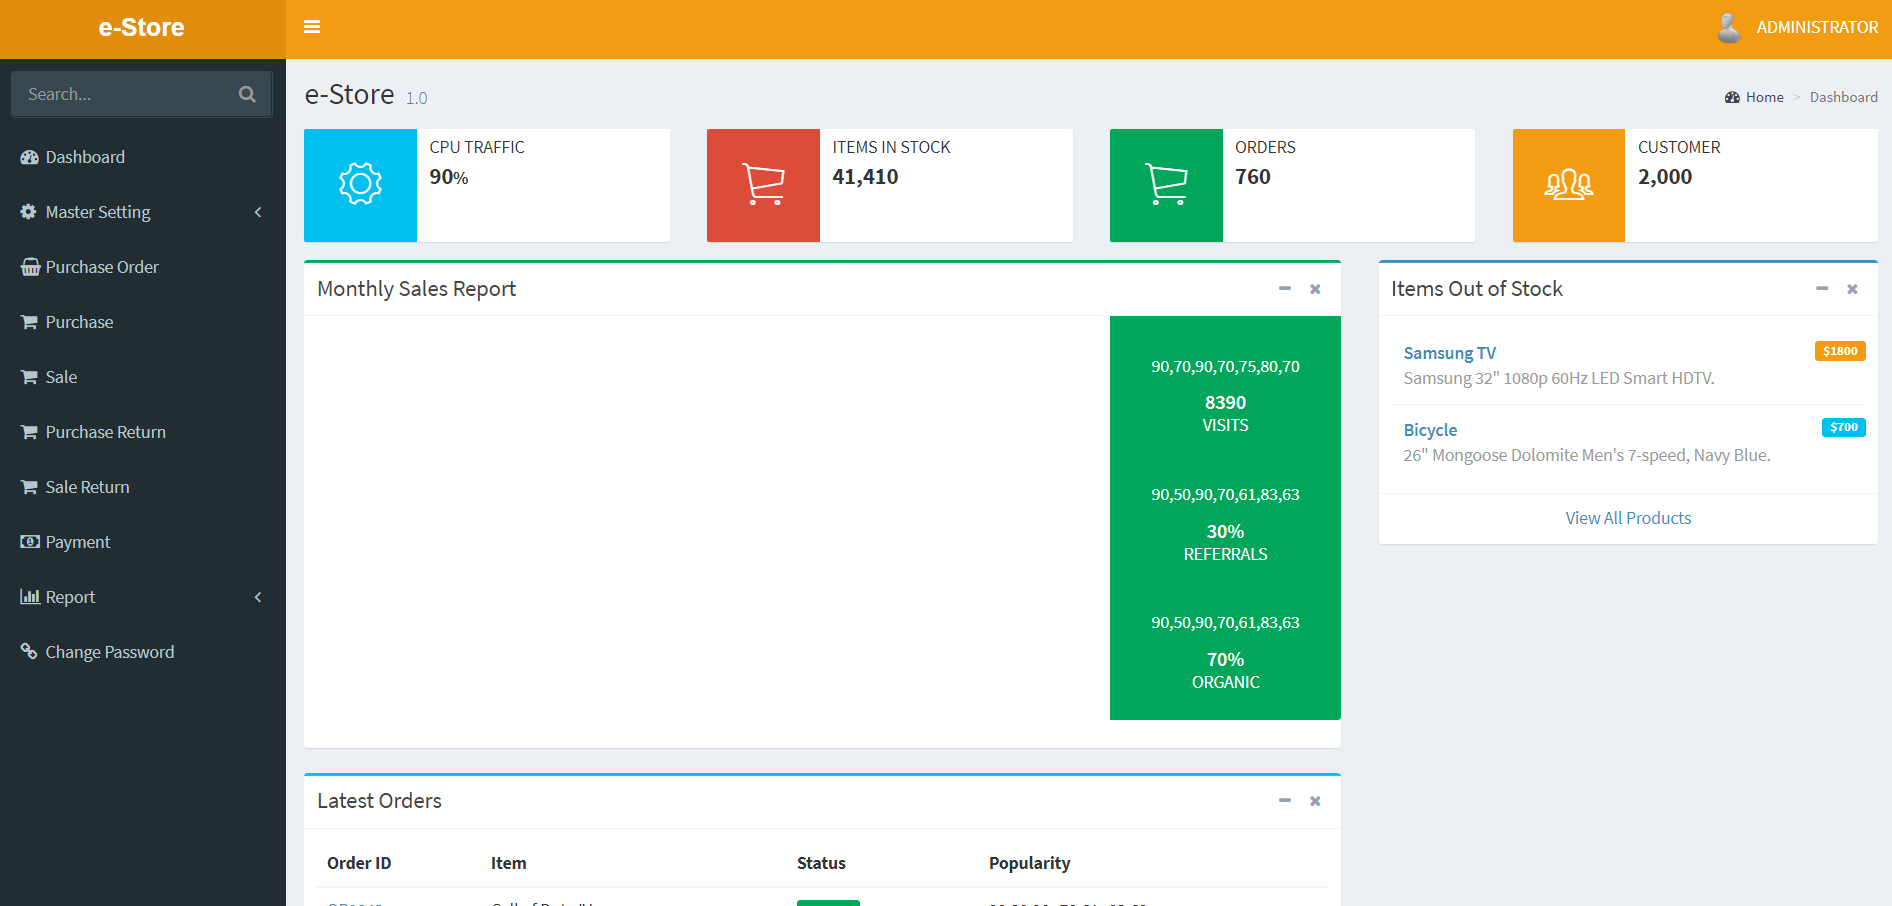 e-Store
ADMINISTRATOR
Search...
Dashboard
Master Setting
Purchase Order
Purchase
Sale
Purchase Return
Sale Return
Payment
Report
Change Password
e-Store 1.0
Home > Dashboard
CPU TRAFFIC
90%
ITEMS IN STOCK
41,410
ORDERS
760
CUSTOMER
2,000
Monthly Sales Report
90,70,90,70,75,80,70
8390
VISITS
90,50,90,70,61,83,63
30%
REFERRALS
90,50,90,70,61,83,63
70%
ORGANIC
Items Out of Stock
Samsung TV $1800
Samsung 32" 1080p 60Hz LED Smart HDTV.
Bicycle $700
26" Mongoose Dolomite Men's 7-speed, Navy Blue.
View All Products
Latest Orders
Order ID Item Status Popularity